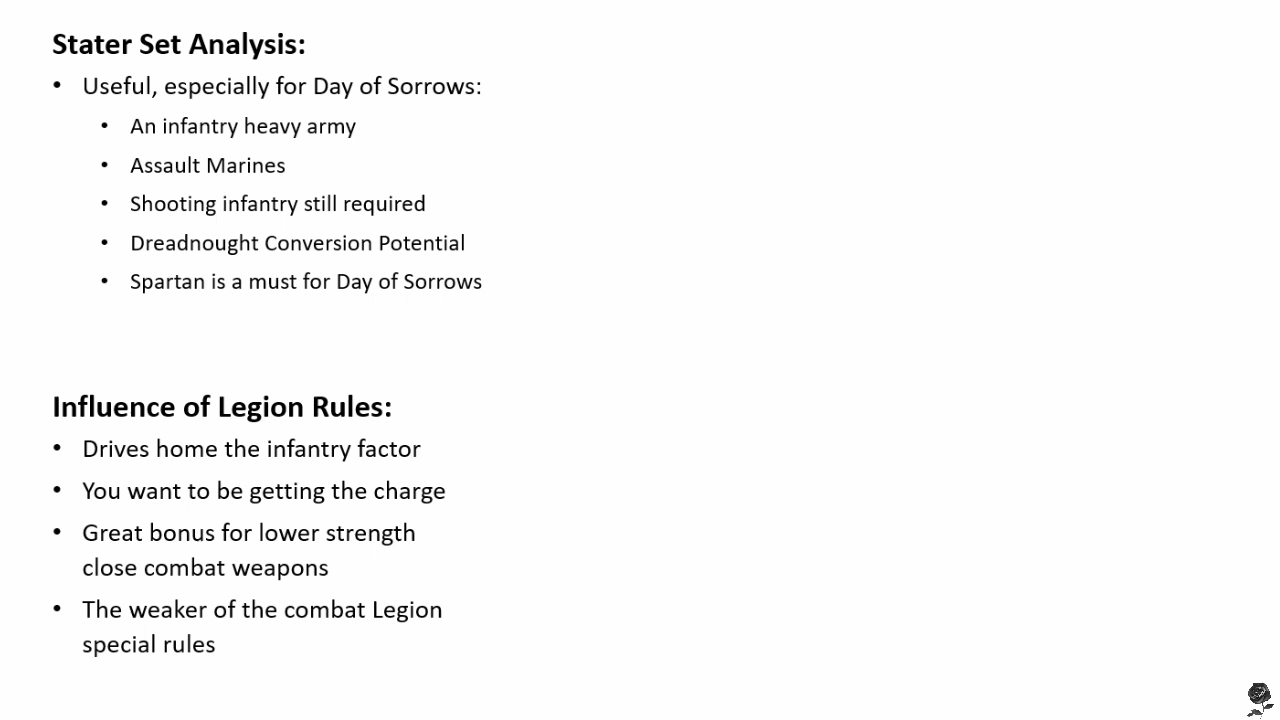 Stater Set Analysis:
• Useful, especially for Day of Sorrows:
• An infantry heavy army
• Assault Marines
• Shooting infantry still required
• Dreadnought Conversion Potential
• Spartan is a must for Day of Sorrows
Influence of Legion Rules:
• Drives home the infantry factor
• You want to be getting the charge
• Great bonus for lower strength
close combat weapons
• The weaker of the combat Legion
special rules